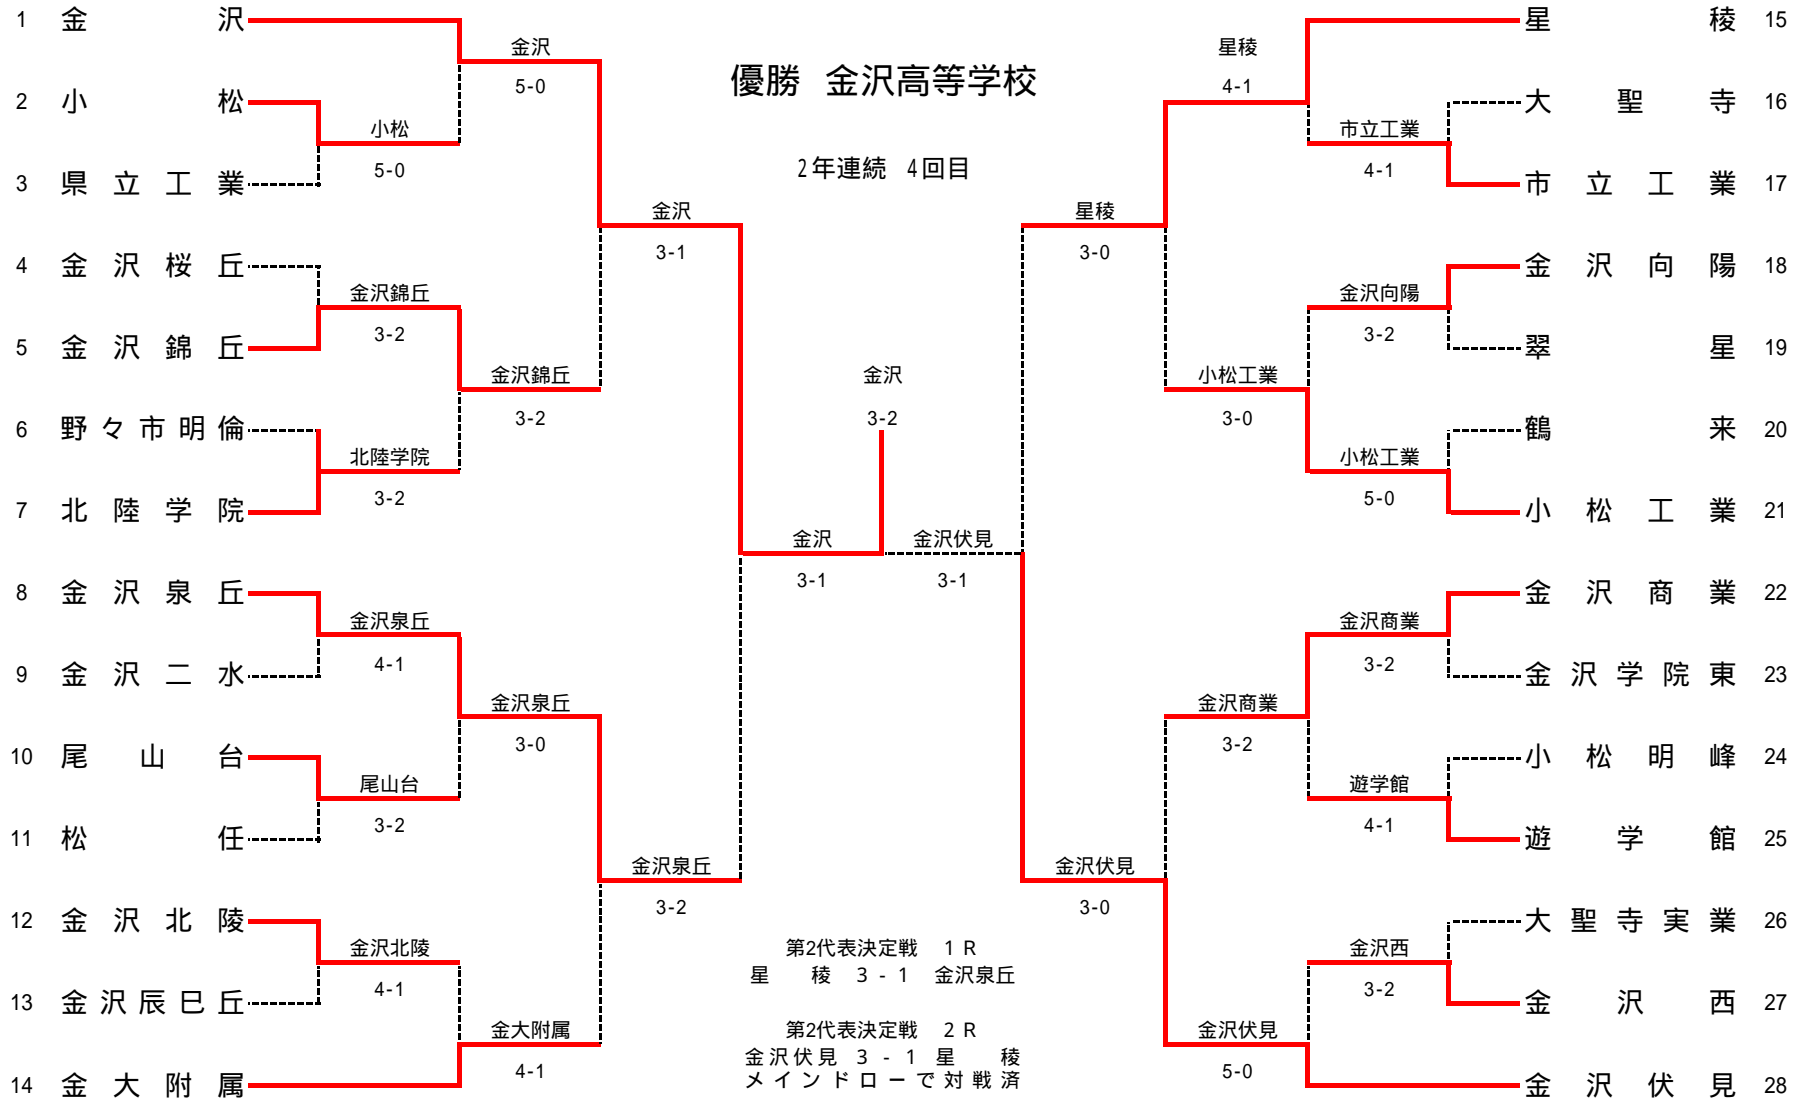 優勝 金沢高等学校
2年連続 4回目
1 金沢
2 小松
3 県立工業
4 金沢桜丘
5 金沢錦丘
6 野々市明倫
7 北陸学院
8 金沢泉丘
9 金沢二水
10 尾山台
11 松任
12 金沢北陵
13 金沢辰巳丘
14 金大附属
小松
5-0
金沢錦丘
3-2
北陸学院
3-2
金沢泉丘
4-1
尾山台
3-2
金沢北陵
4-1
金沢
5-0
金沢錦丘
3-2
金沢泉丘
3-0
金大附属
4-1
金沢
3-1
金沢泉丘
3-2
金沢
3-1
金沢
3-2
金沢伏見
3-1
星稜
3-0
金沢伏見
3-0
星稜
4-1
小松工業
3-0
金沢商業
3-2
金沢伏見
5-0
市立工業
4-1
金沢向陽
3-2
小松工業
5-0
金沢商業
3-2
遊学館
4-1
金沢西
3-2
星稜 15
大聖寺 16
市立工業 17
金沢向陽 18
翠星 19
鶴来 20
小松工業 21
金沢商業 22
金沢学院東 23
小松明峰 24
遊学館 25
大聖寺実業 26
金沢西 27
金沢伏見 28
第2代表決定戦 1R
星稜 3-1 金沢泉丘
第2代表決定戦 2R
金沢伏見 3-1 星稜
メインドローで対戦済